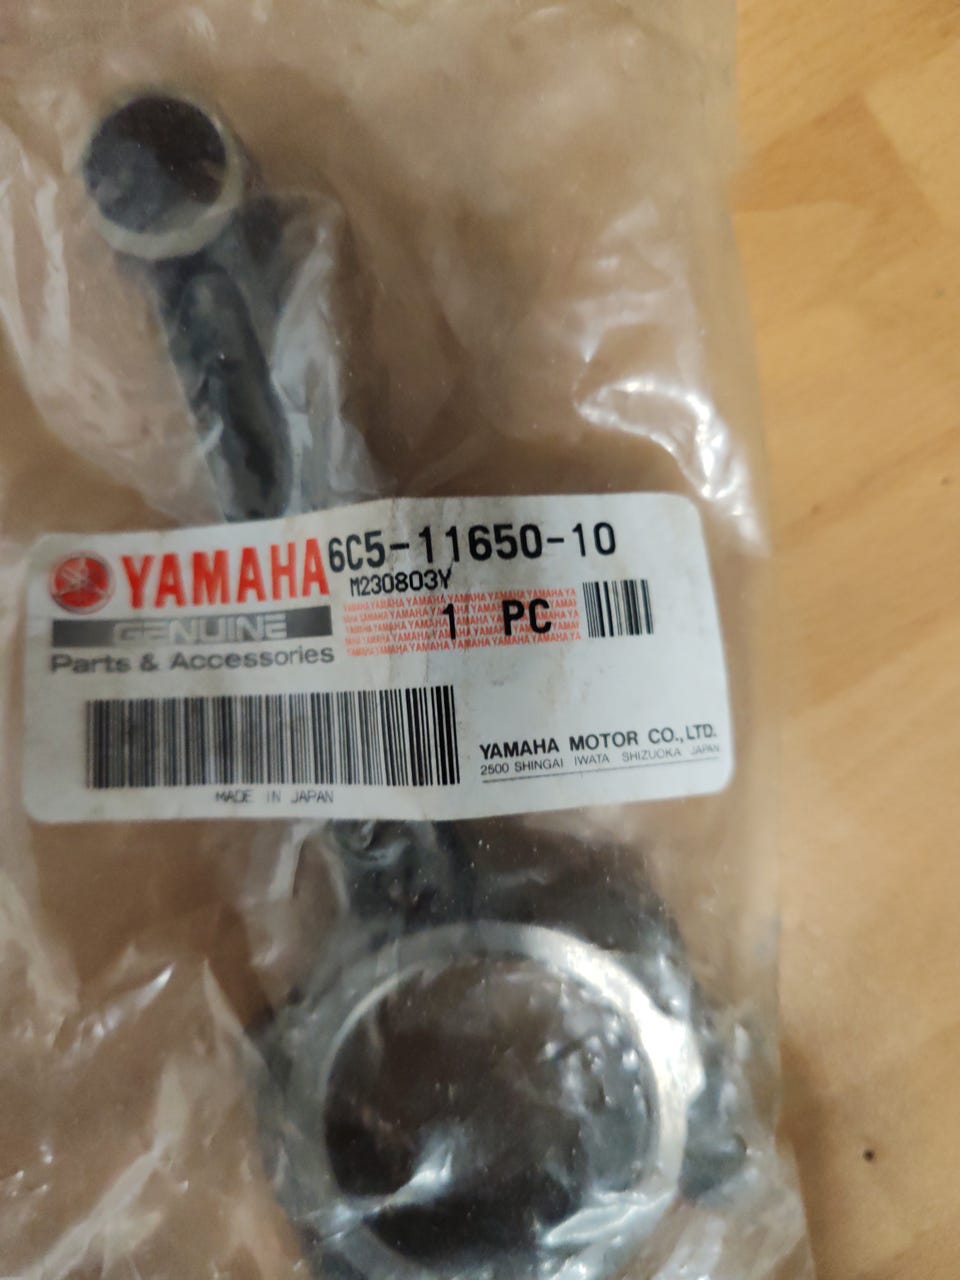 YAMAHA 6C5-11650-10
M230803Y
GENUINE
1 PC
Parts & Accessories
YAMAHA MOTOR CO.,LTD.
2500 SHINGAI IWATA SHIZUOKA JAPAN
MADE IN JAPAN